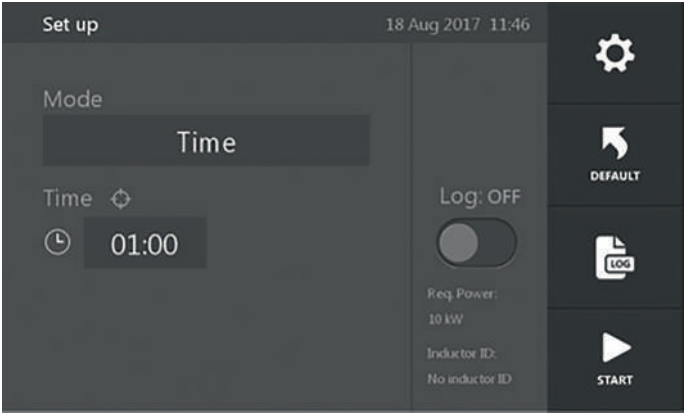 Set up
18 Aug 2017 11:46
Mode
Time
Time
01:00
Log: OFF
Req. Power:
10 kW
Inductor ID:
No inductor ID
DEFAULT
LOG
START